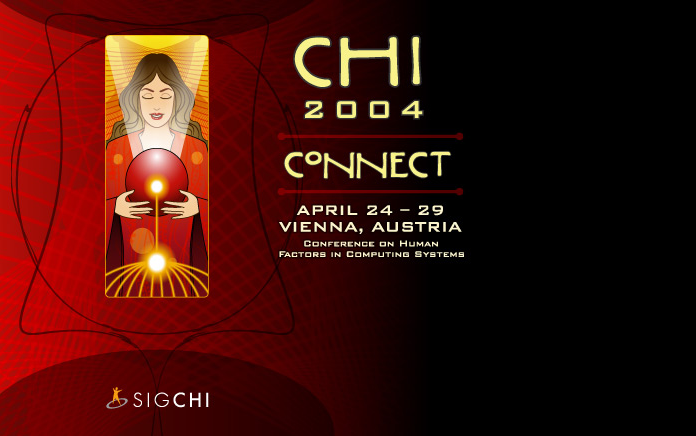 CHI
2004
CONNECT
APRIL 24 – 29
VIENNA, AUSTRIA
CONFERENCE ON HUMAN
FACTORS IN COMPUTING SYSTEMS
SIGCHI